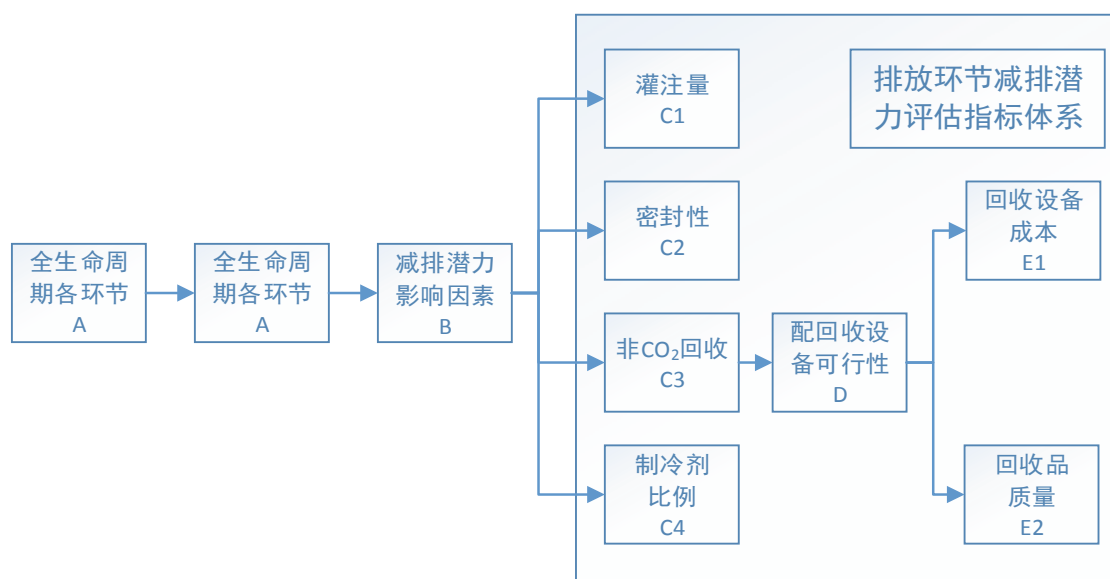 灌注量
C1
排放环节减排潜
力评估指标体系
密封性
C2
回收设备
成本
E1
全生命周
期各环节
A
全生命周
期各环节
A
减排潜力
影响因素
B
非CO₂回收
C3
配回收设
备可行性
D
制冷剂
比例
C4
回收品
质量
E2